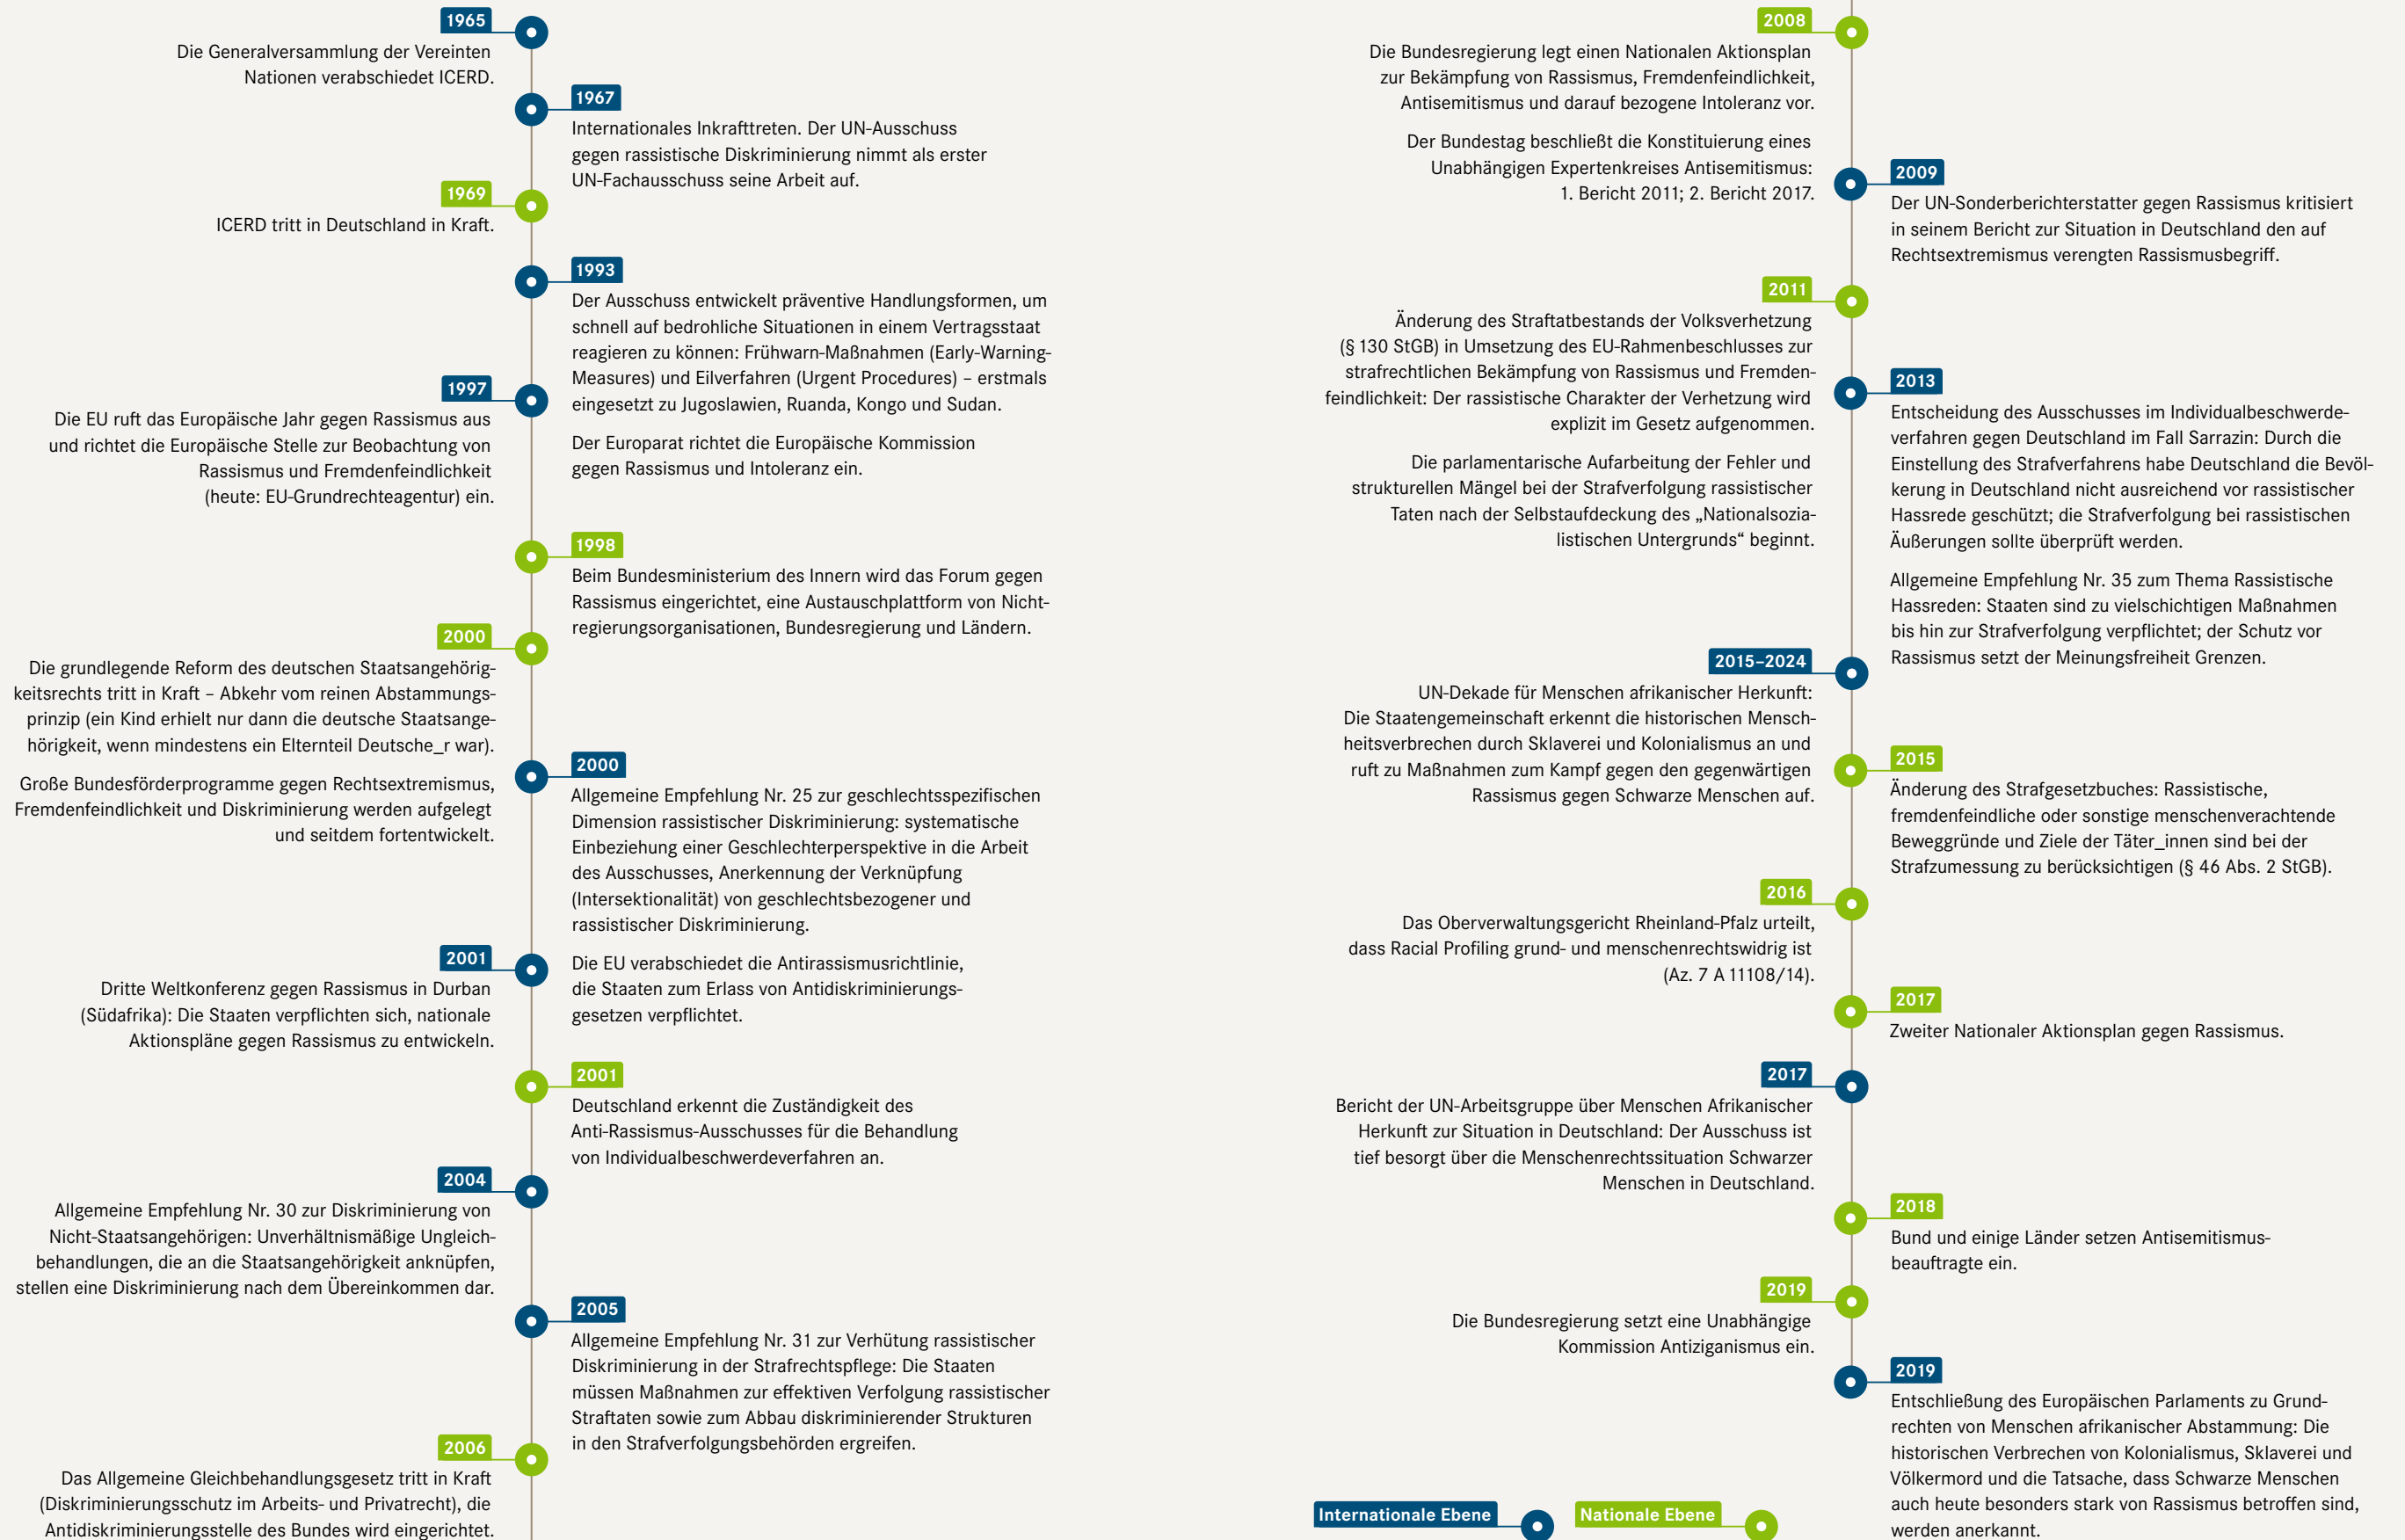 1965
Die Generalversammlung der Vereinten
Nationen verabschiedet ICERD.
1967
Internationales Inkrafttreten. Der UN-Ausschuss
gegen rassistische Diskriminierung nimmt als erster
UN-Fachausschuss seine Arbeit auf.
1969
ICERD tritt in Deutschland in Kraft.
1993
Der Ausschuss entwickelt präventive Handlungsformen, um
schnell auf bedrohliche Situationen in einem Vertragsstaat
reagieren zu können: Frühwarn-Maßnahmen (Early-Warning-
Measures) und Eilverfahren (Urgent Procedures) – erstmals
eingesetzt zu Jugoslawien, Ruanda, Kongo und Sudan.
Der Europarat richtet die Europäische Kommission
gegen Rassismus und Intoleranz ein.
1997
Die EU ruft das Europäische Jahr gegen Rassismus aus
und richtet die Europäische Stelle zur Beobachtung von
Rassismus und Fremdenfeindlichkeit
(heute: EU-Grundrechteagentur) ein.
1998
Beim Bundesministerium des Innern wird das Forum gegen
Rassismus eingerichtet, eine Austauschplattform von Nicht-
regierungsorganisationen, Bundesregierung und Ländern.
2000
Die grundlegende Reform des deutschen Staatsangehörig-
keitsrechts tritt in Kraft – Abkehr vom reinen Abstammungs-
prinzip (ein Kind erhielt nur dann die deutsche Staatsange-
hörigkeit, wenn mindestens ein Elternteil Deutsche_r war).
Große Bundesförderprogramme gegen Rechtsextremismus,
Fremdenfeindlichkeit und Diskriminierung werden aufgelegt
und seitdem fortentwickelt.
2000
Allgemeine Empfehlung Nr. 25 zur geschlechtsspezifischen
Dimension rassistischer Diskriminierung: systematische
Einbeziehung einer Geschlechterperspektive in die Arbeit
des Ausschusses, Anerkennung der Verknüpfung
(Intersektionalität) von geschlechtsbezogener und
rassistischer Diskriminierung.
Die EU verabschiedet die Antirassismusrichtlinie,
die Staaten zum Erlass von Antidiskriminierungs-
gesetzen verpflichtet.
2001
Dritte Weltkonferenz gegen Rassismus in Durban
(Südafrika): Die Staaten verpflichten sich, nationale
Aktionspläne gegen Rassismus zu entwickeln.
2001
Deutschland erkennt die Zuständigkeit des
Anti-Rassismus-Ausschusses für die Behandlung
von Individualbeschwerdeverfahren an.
2004
Allgemeine Empfehlung Nr. 30 zur Diskriminierung von
Nicht-Staatsangehörigen: Unverhältnismäßige Ungleich-
behandlungen, die an die Staatsangehörigkeit anknüpfen,
stellen eine Diskriminierung nach dem Übereinkommen dar.
2005
Allgemeine Empfehlung Nr. 31 zur Verhütung rassistischer
Diskriminierung in der Strafrechtspflege: Die Staaten
müssen Maßnahmen zur effektiven Verfolgung rassistischer
Straftaten sowie zum Abbau diskriminierender Strukturen
in den Strafverfolgungsbehörden ergreifen.
2006
Das Allgemeine Gleichbehandlungsgesetz tritt in Kraft
(Diskriminierungsschutz im Arbeits- und Privatrecht), die
Antidiskriminierungsstelle des Bundes wird eingerichtet.
2008
Die Bundesregierung legt einen Nationalen Aktionsplan
zur Bekämpfung von Rassismus, Fremdenfeindlichkeit,
Antisemitismus und darauf bezogene Intoleranz vor.
Der Bundestag beschließt die Konstituierung eines
Unabhängigen Expertenkreises Antisemitismus:
1. Bericht 2011; 2. Bericht 2017.
2009
Der UN-Sonderberichterstatter gegen Rassismus kritisiert
in seinem Bericht zur Situation in Deutschland den auf
Rechtsextremismus verengten Rassismusbegriff.
2011
Änderung des Straftatbestands der Volksverhetzung
(§ 130 StGB) in Umsetzung des EU-Rahmenbeschlusses zur
strafrechtlichen Bekämpfung von Rassismus und Fremden-
feindlichkeit: Der rassistische Charakter der Verhetzung wird
explizit im Gesetz aufgenommen.
Die parlamentarische Aufarbeitung der Fehler und
strukturellen Mängel bei der Strafverfolgung rassistischer
Taten nach der Selbstaufdeckung des „Nationalsozia-
listischen Untergrunds“ beginnt.
2013
Entscheidung des Ausschusses im Individualbeschwerde-
verfahren gegen Deutschland im Fall Sarrazin: Durch die
Einstellung des Strafverfahrens habe Deutschland die Bevöl-
kerung in Deutschland nicht ausreichend vor rassistischer
Hassrede geschützt; die Strafverfolgung bei rassistischen
Äußerungen sollte überprüft werden.
Allgemeine Empfehlung Nr. 35 zum Thema Rassistische
Hassreden: Staaten sind zu vielschichtigen Maßnahmen
bis hin zur Strafverfolgung verpflichtet; der Schutz vor
Rassismus setzt der Meinungsfreiheit Grenzen.
2015–2024
UN-Dekade für Menschen afrikanischer Herkunft:
Die Staatengemeinschaft erkennt die historischen Mensch-
heitsverbrechen durch Sklaverei und Kolonialismus an und
ruft zu Maßnahmen zum Kampf gegen den gegenwärtigen
Rassismus gegen Schwarze Menschen auf.
2015
Änderung des Strafgesetzbuches: Rassistische,
fremdenfeindliche oder sonstige menschenverachtende
Beweggründe und Ziele der Täter_innen sind bei der
Strafzumessung zu berücksichtigen (§ 46 Abs. 2 StGB).
2016
Das Oberverwaltungsgericht Rheinland-Pfalz urteilt,
dass Racial Profiling grund- und menschenrechtswidrig ist
(Az. 7 A 11108/14).
2017
Zweiter Nationaler Aktionsplan gegen Rassismus.
2017
Bericht der UN-Arbeitsgruppe über Menschen Afrikanischer
Herkunft zur Situation in Deutschland: Der Ausschuss ist
tief besorgt über die Menschenrechtssituation Schwarzer
Menschen in Deutschland.
2018
Bund und einige Länder setzen Antisemitismus-
beauftragte ein.
2019
Die Bundesregierung setzt eine Unabhängige
Kommission Antiziganismus ein.
2019
Entschließung des Europäischen Parlaments zu Grund-
rechten von Menschen afrikanischer Abstammung: Die
historischen Verbrechen von Kolonialismus, Sklaverei und
Völkermord und die Tatsache, dass Schwarze Menschen
auch heute besonders stark von Rassismus betroffen sind,
werden anerkannt.
Internationale Ebene
Nationale Ebene